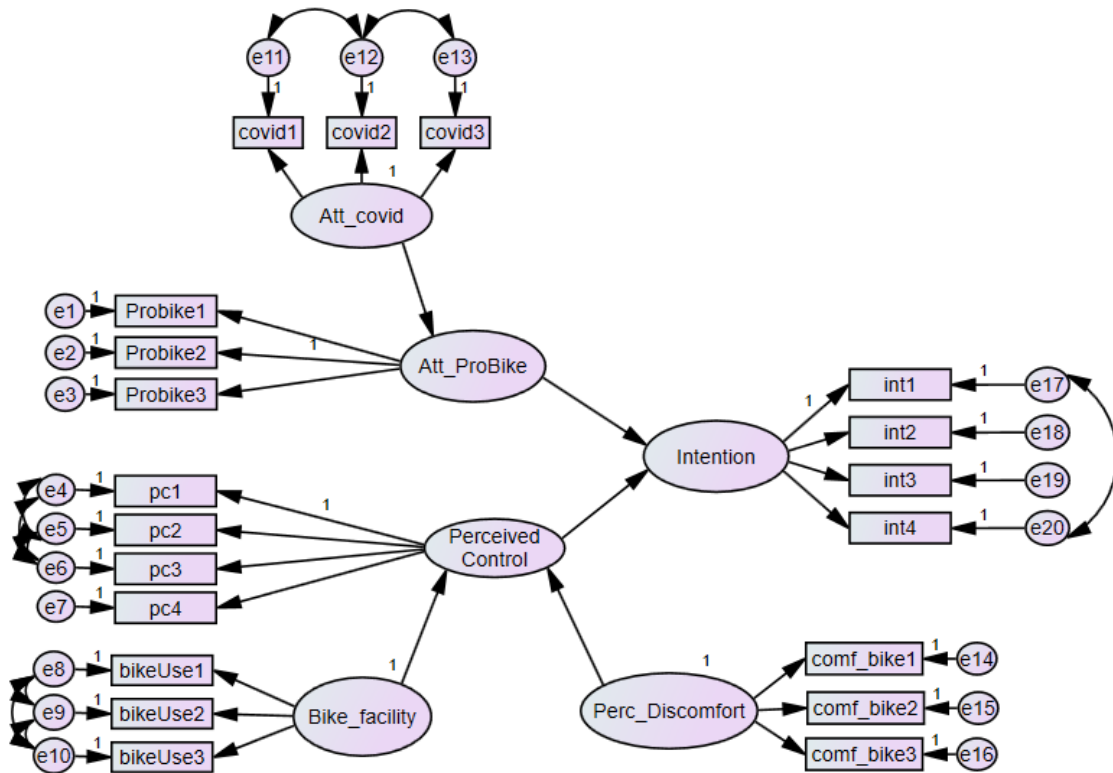 e11 e12 e13
1 1 1
covid1 covid2 covid3
1
Att_covid
e1 1 Probike1
e2 1 Probike2 1
e3 1 Probike3
Att_ProBike
int1 1 e17
1
int2 1 e18
int3 1 e19
int4 1 e20
Intention
e4 1 pc1
1
e5 1 pc2
e6 1 pc3
e7 1 pc4
Perceived
Control
e8 1 bikeUse1
e9 1 bikeUse2
e10 1 bikeUse3
1
Bike_facility
1
Perc_Discomfort
comf_bike1 1 e14
comf_bike2 1 e15
comf_bike3 1 e16